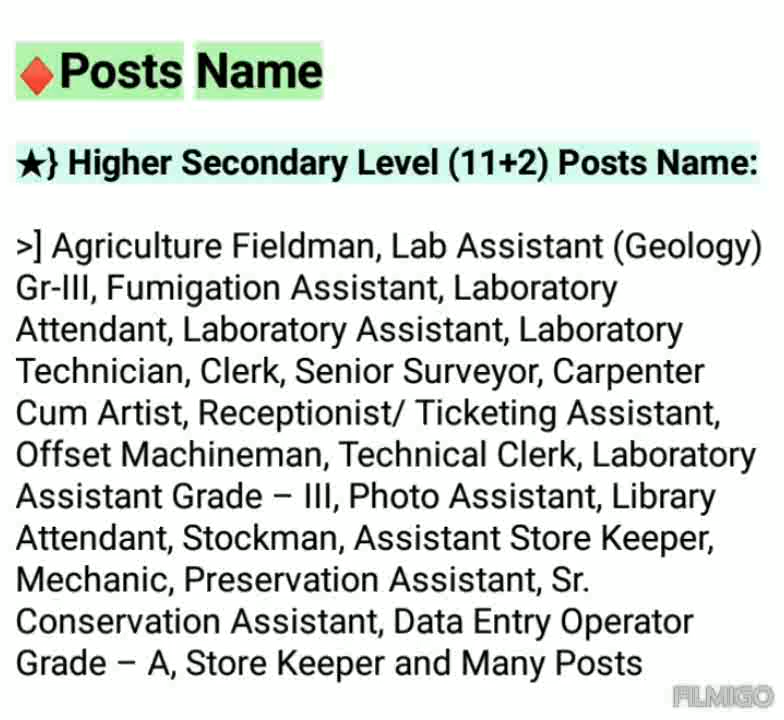 ♦Posts Name
★} Higher Secondary Level (11+2) Posts Name:
>] Agriculture Fieldman, Lab Assistant (Geology)
Gr-III, Fumigation Assistant, Laboratory
Attendant, Laboratory Assistant, Laboratory
Technician, Clerk, Senior Surveyor, Carpenter
Cum Artist, Receptionist/ Ticketing Assistant,
Offset Machineman, Technical Clerk, Laboratory
Assistant Grade – III, Photo Assistant, Library
Attendant, Stockman, Assistant Store Keeper,
Mechanic, Preservation Assistant, Sr.
Conservation Assistant, Data Entry Operator
Grade – A, Store Keeper and Many Posts
FILMIGO